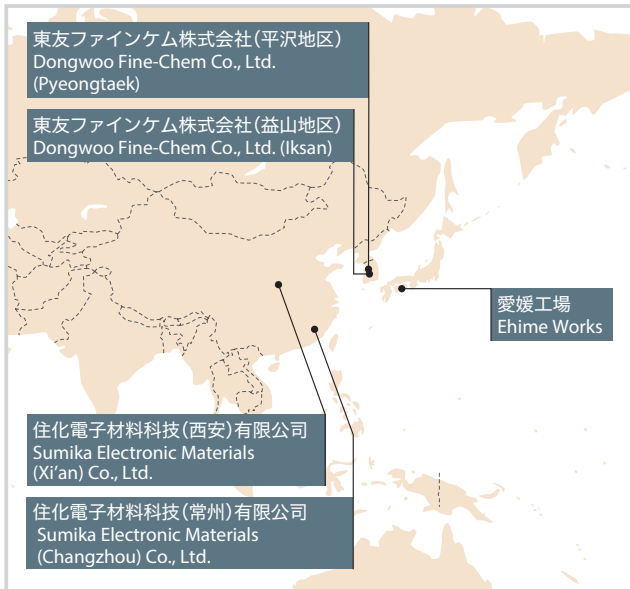 東友ファインケム株式会社(平沢地区)
Dongwoo Fine-Chem Co., Ltd.
(Pyeongtaek)
東友ファインケム株式会社(益山地区)
Dongwoo Fine-Chem Co., Ltd. (Iksan)
愛媛工場
Ehime Works
住化電子材料科技(西安)有限公司
Sumika Electronic Materials
(Xi'an) Co., Ltd.
住化電子材料科技(常州)有限公司
Sumika Electronic Materials
(Changzhou) Co., Ltd.